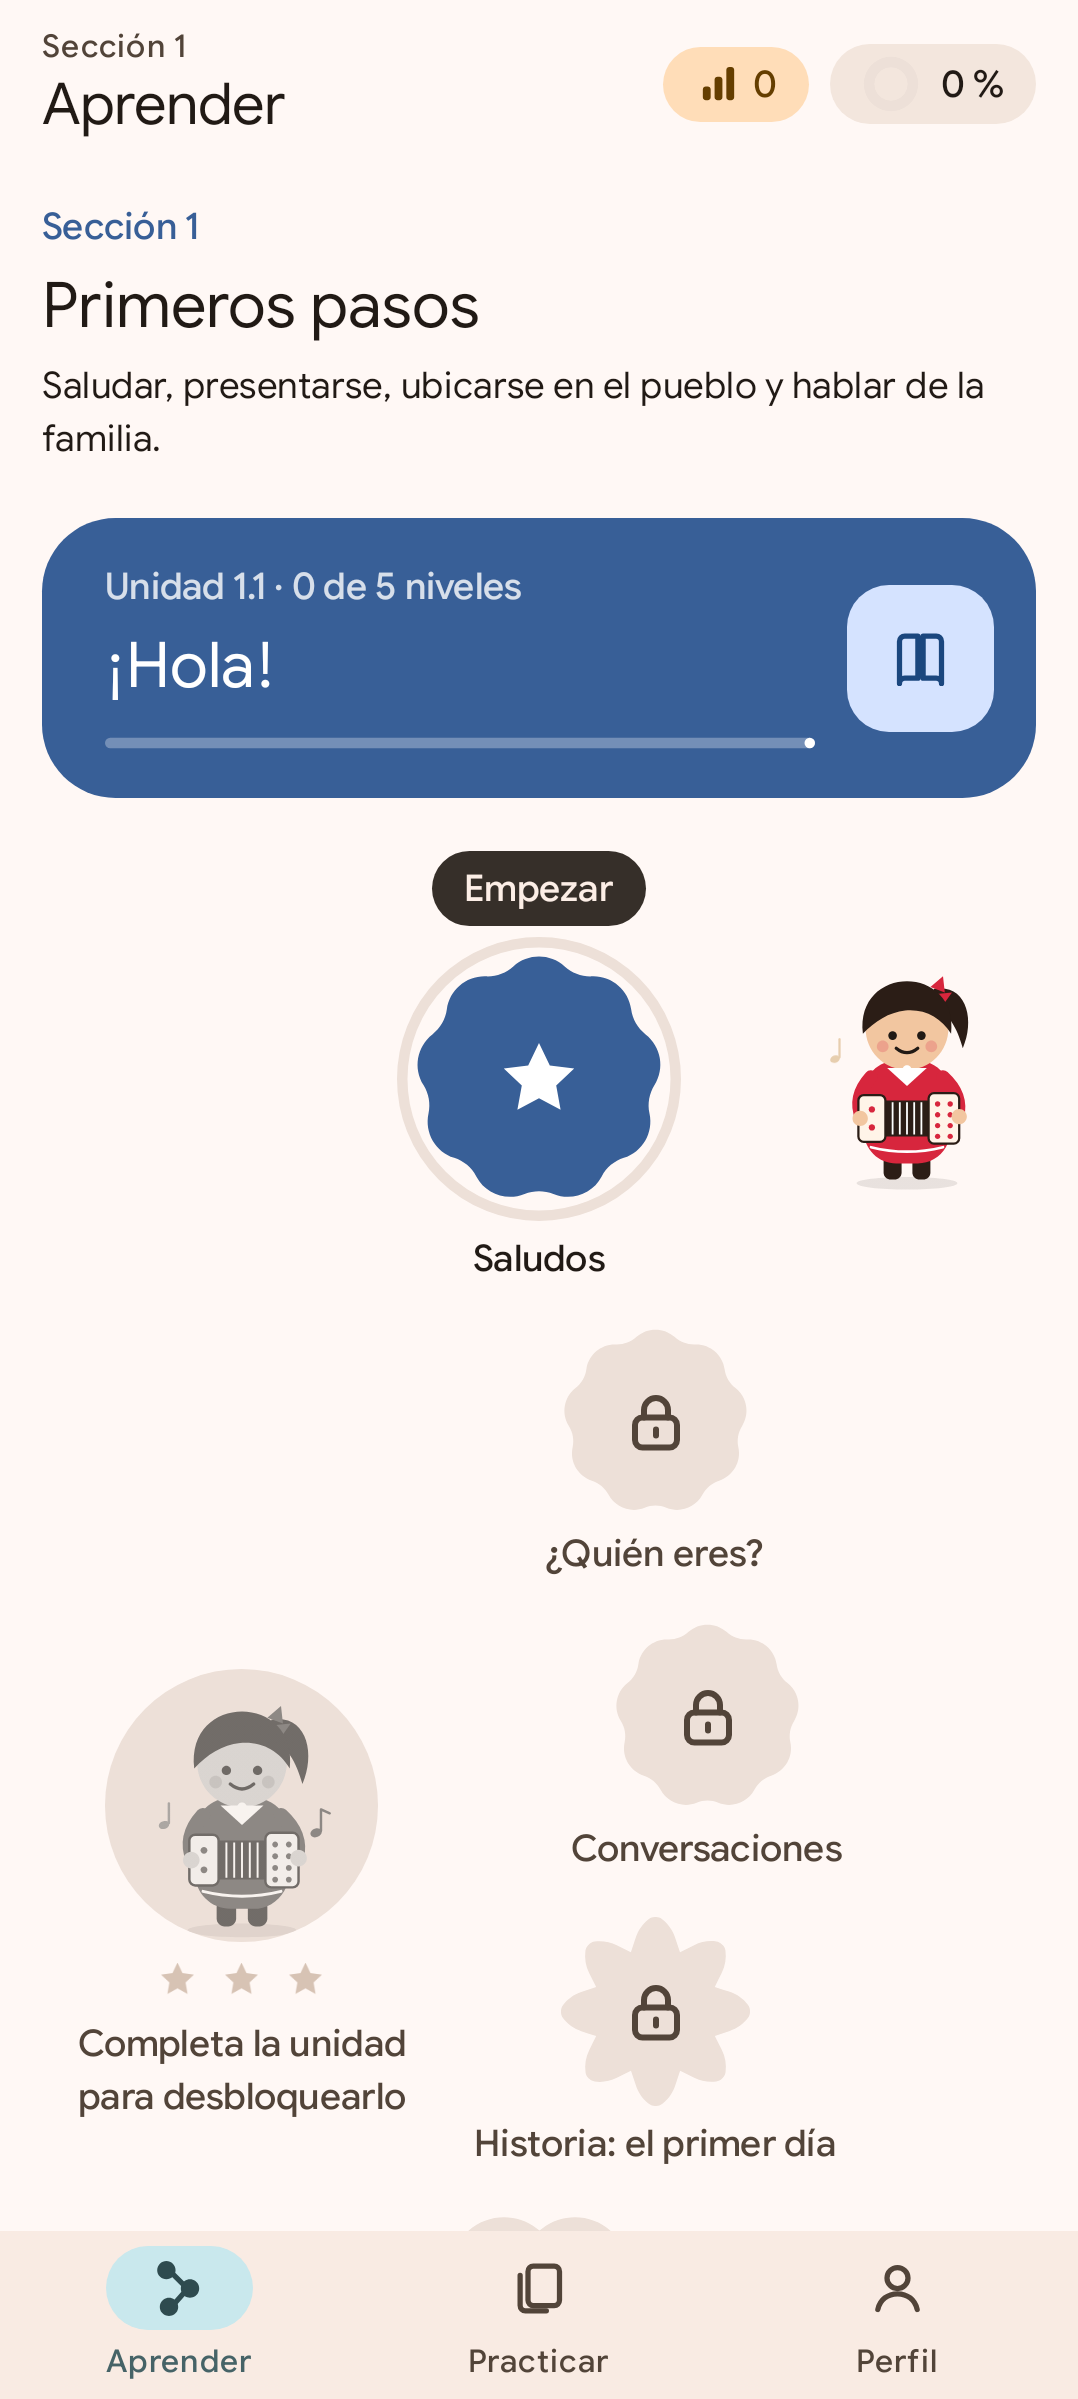 Sección 1
Aprender
0
0 %
Sección 1
Primeros pasos
Saludar, presentarse, ubicarse en el pueblo y hablar de la
familia.
Unidad 1.1 · 0 de 5 niveles
¡Hola!
Empezar
Saludos
¿Quién eres?
Conversaciones
Completa la unidad
para desbloquearlo
Historia: el primer día
Aprender
Practicar
Perfil